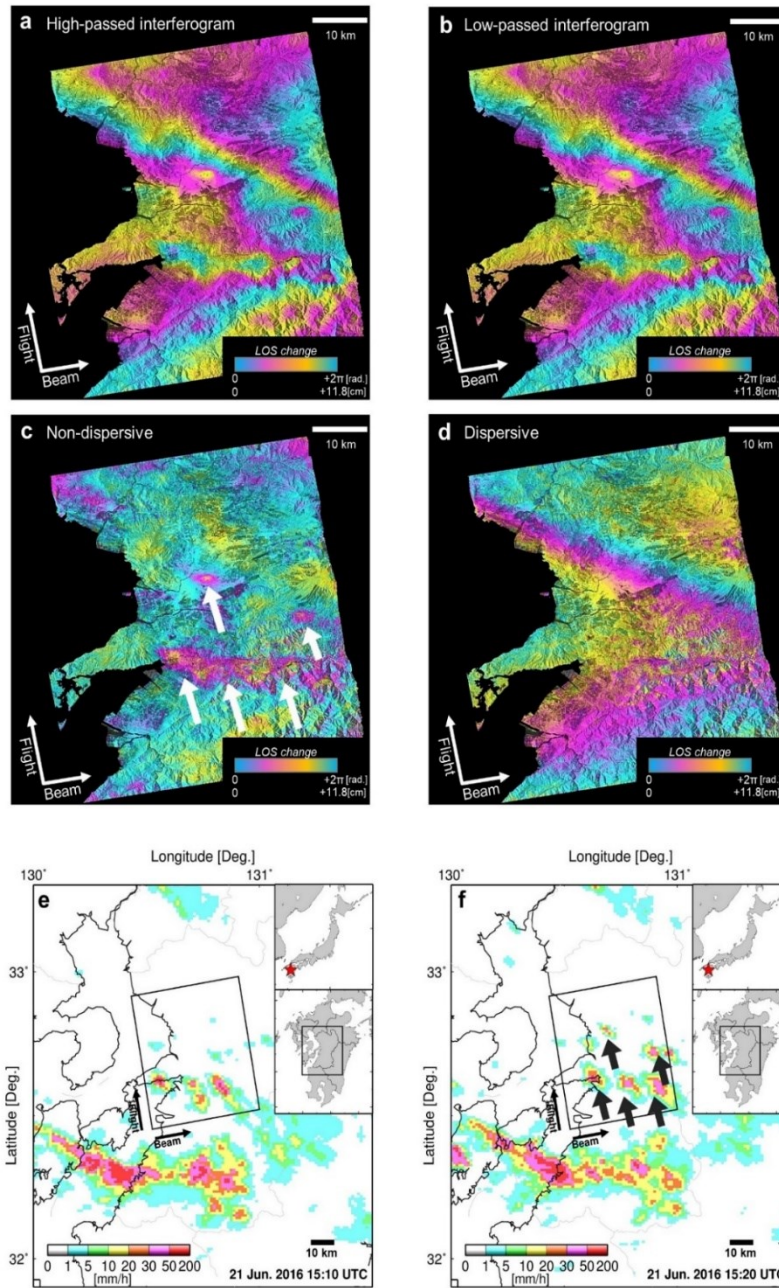 a High-passed interferogram
10 km
Flight
Beam
LOS change
0 +2π [rad.]
0 +11.8[cm]
b Low-passed interferogram
10 km
Flight
Beam
LOS change
0 +2π [rad.]
0 +11.8[cm]
c Non-dispersive
10 km
Flight
Beam
LOS change
0 +2π [rad.]
0 +11.8[cm]
d Dispersive
10 km
Flight
Beam
LOS change
0 +2π [rad.]
0 +11.8[cm]
Longitude [Deg.]
130° 131°
e
33°
Latitude [Deg.]
Flight
Beam
32°
0 1 5 10 20 30 50 200
[mm/h]
10 km
21 Jun. 2016 15:10 UTC
Longitude [Deg.]
130° 131°
f
33°
Latitude [Deg.]
Flight
Beam
32°
0 1 5 10 20 30 50 200
[mm/h]
10 km
21 Jun. 2016 15:20 UTC